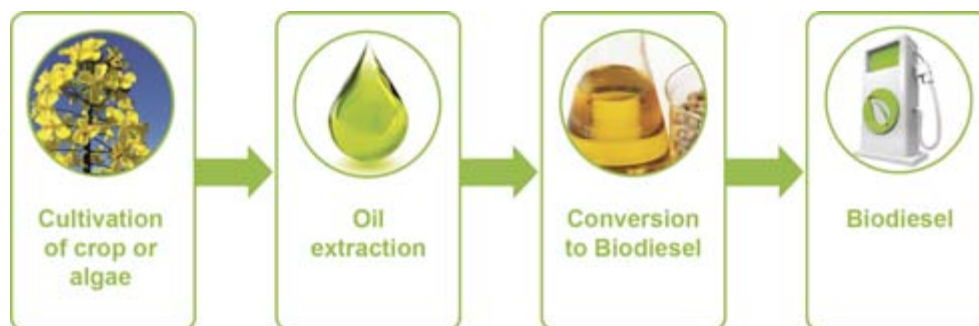 Cultivation
of crop or
algae
Oil
extraction
Conversion
to Biodiesel
Biodiesel